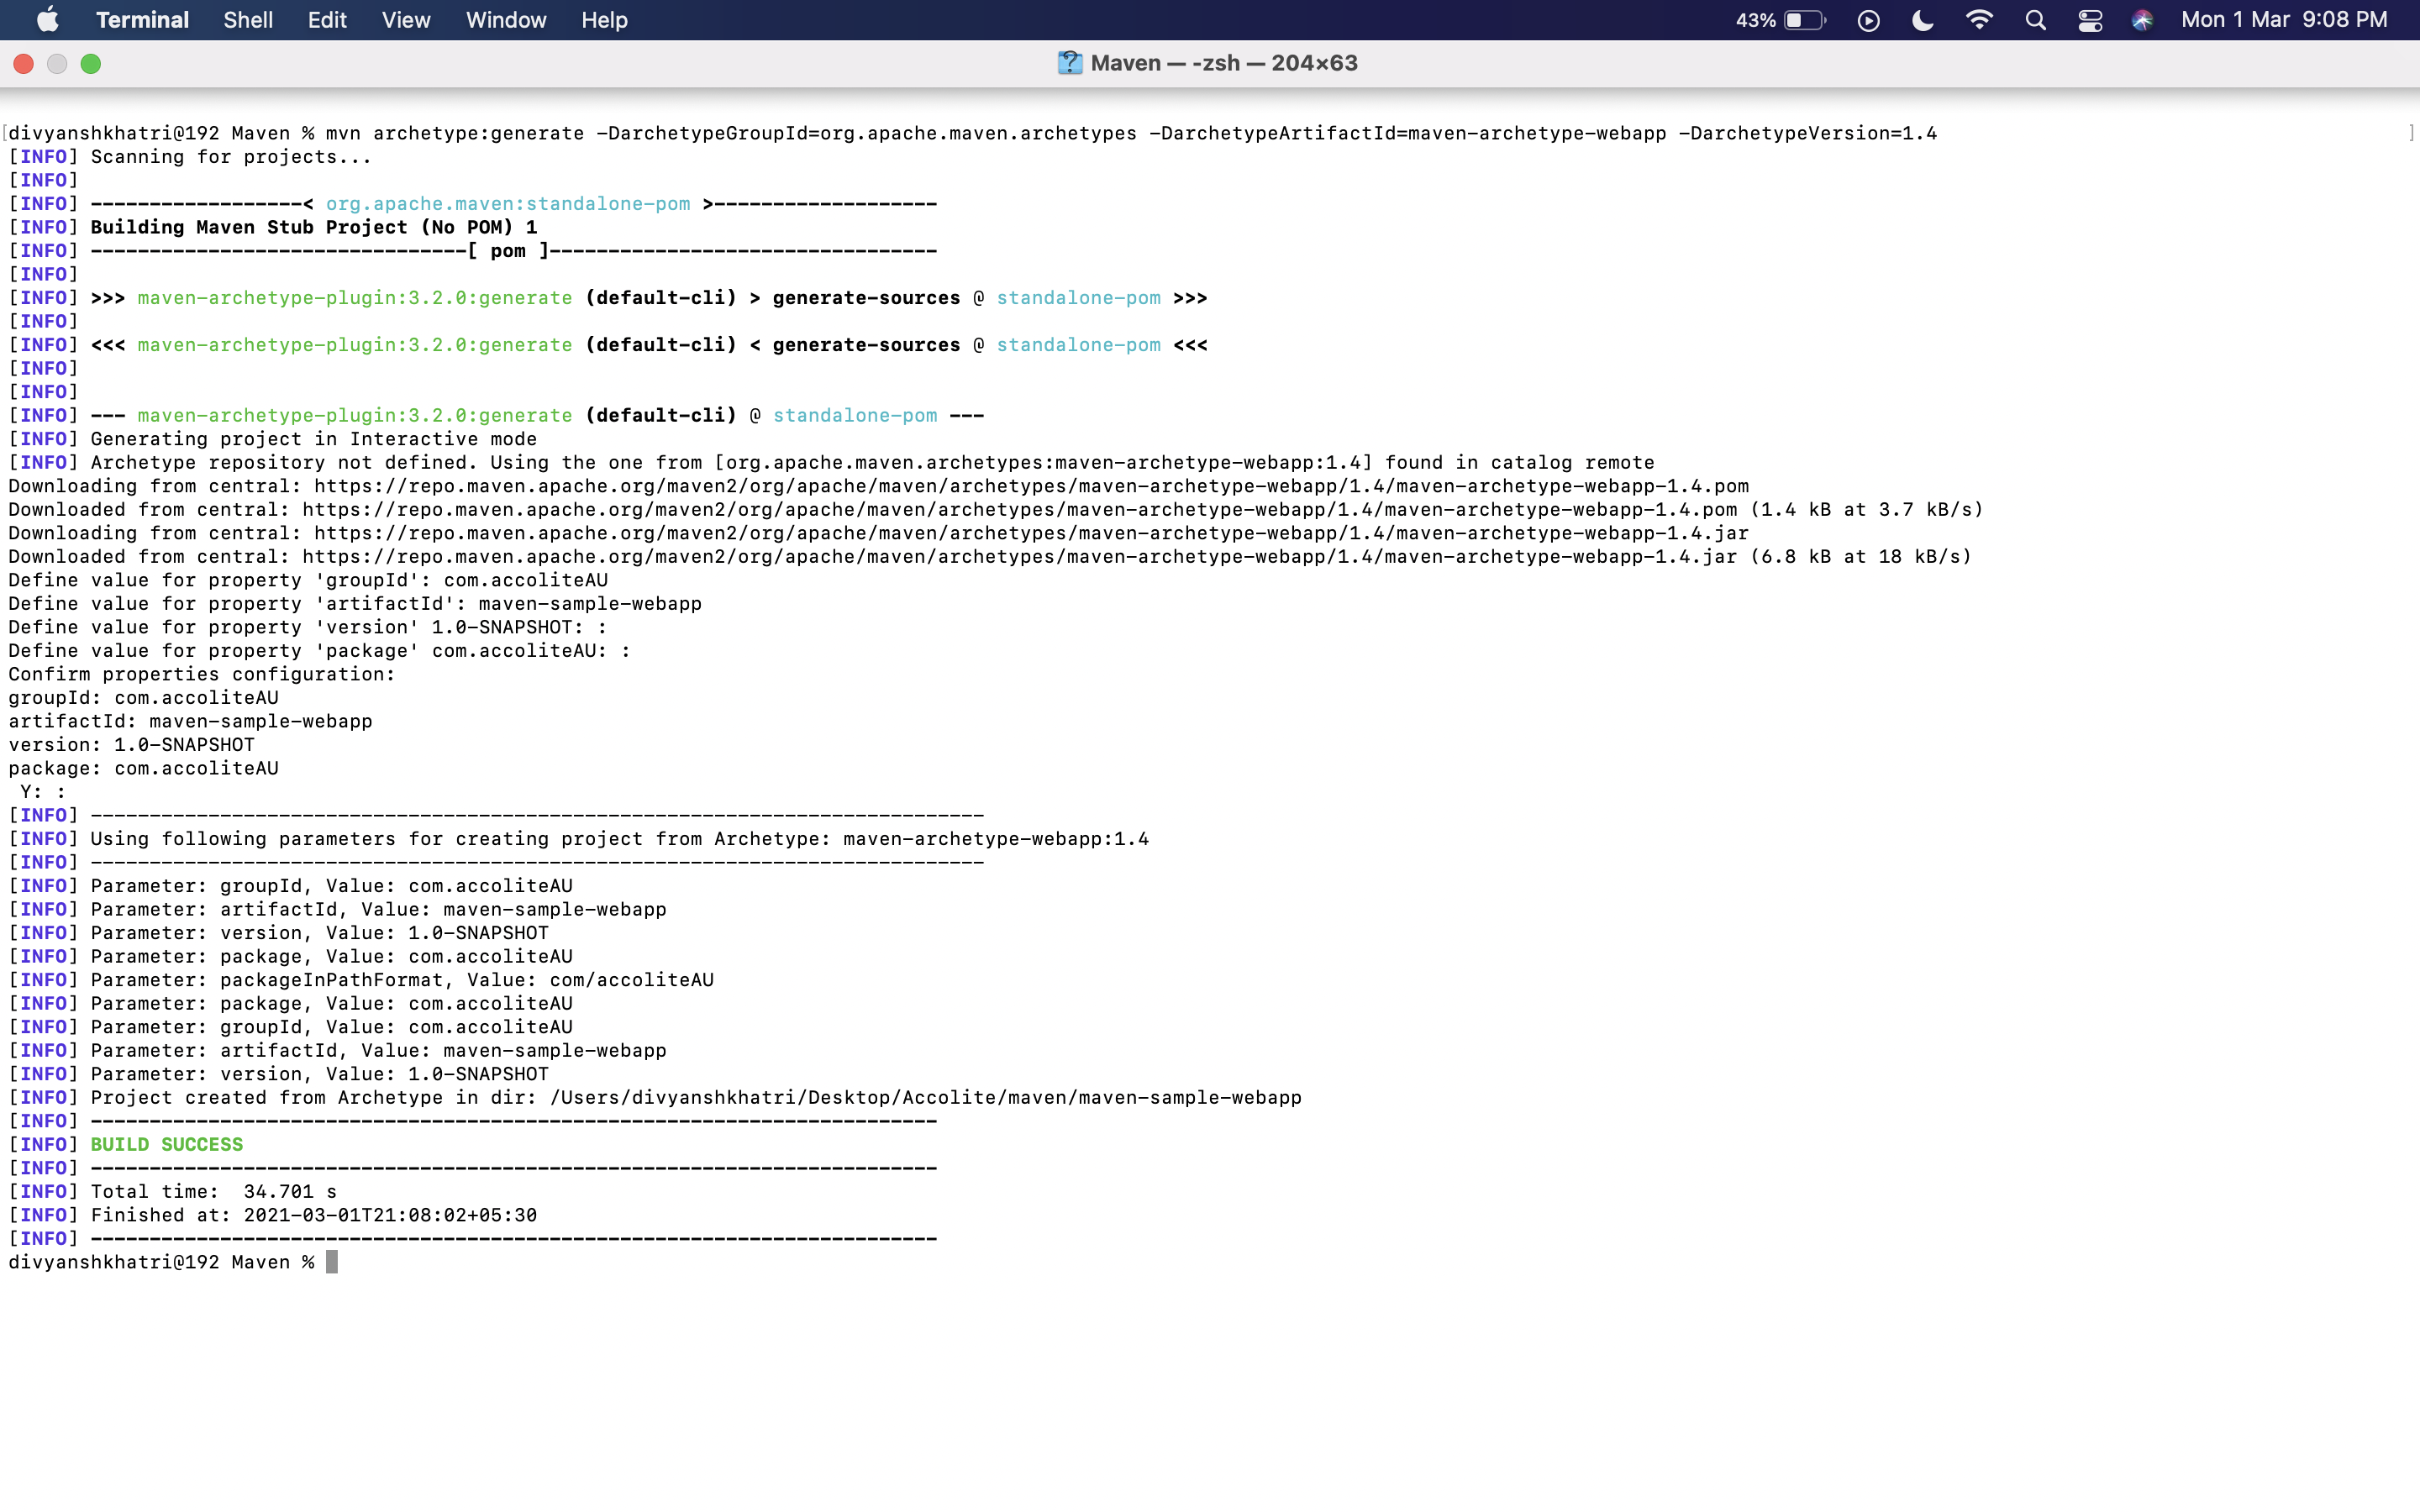 Terminal Shell Edit View Window Help 43% Mon 1 Mar 9:08 PM
Maven — -zsh — 204×63
[divyanshkhatri@192 Maven % mvn archetype:generate -DarchetypeGroupId=org.apache.maven.archetypes -DarchetypeArtifactId=maven-archetype-webapp -DarchetypeVersion=1.4 ]
[INFO] Scanning for projects...
[INFO]
[INFO] ------------------< org.apache.maven:standalone-pom >-------------------
[INFO] Building Maven Stub Project (No POM) 1
[INFO] --------------------------------[ pom ]---------------------------------
[INFO]
[INFO] >>> maven-archetype-plugin:3.2.0:generate (default-cli) > generate-sources @ standalone-pom >>>
[INFO]
[INFO] <<< maven-archetype-plugin:3.2.0:generate (default-cli) < generate-sources @ standalone-pom <<<
[INFO]
[INFO]
[INFO] --- maven-archetype-plugin:3.2.0:generate (default-cli) @ standalone-pom ---
[INFO] Generating project in Interactive mode
[INFO] Archetype repository not defined. Using the one from [org.apache.maven.archetypes:maven-archetype-webapp:1.4] found in catalog remote
Downloading from central: https://repo.maven.apache.org/maven2/org/apache/maven/archetypes/maven-archetype-webapp/1.4/maven-archetype-webapp-1.4.pom
Downloaded from central: https://repo.maven.apache.org/maven2/org/apache/maven/archetypes/maven-archetype-webapp/1.4/maven-archetype-webapp-1.4.pom (1.4 kB at 3.7 kB/s)
Downloading from central: https://repo.maven.apache.org/maven2/org/apache/maven/archetypes/maven-archetype-webapp/1.4/maven-archetype-webapp-1.4.jar
Downloaded from central: https://repo.maven.apache.org/maven2/org/apache/maven/archetypes/maven-archetype-webapp/1.4/maven-archetype-webapp-1.4.jar (6.8 kB at 18 kB/s)
Define value for property 'groupId': com.accoliteAU
Define value for property 'artifactId': maven-sample-webapp
Define value for property 'version' 1.0-SNAPSHOT: :
Define value for property 'package' com.accoliteAU: :
Confirm properties configuration:
groupId: com.accoliteAU
artifactId: maven-sample-webapp
version: 1.0-SNAPSHOT
package: com.accoliteAU
 Y: :
[INFO] ----------------------------------------------------------------------------
[INFO] Using following parameters for creating project from Archetype: maven-archetype-webapp:1.4
[INFO] ----------------------------------------------------------------------------
[INFO] Parameter: groupId, Value: com.accoliteAU
[INFO] Parameter: artifactId, Value: maven-sample-webapp
[INFO] Parameter: version, Value: 1.0-SNAPSHOT
[INFO] Parameter: package, Value: com.accoliteAU
[INFO] Parameter: packageInPathFormat, Value: com/accoliteAU
[INFO] Parameter: package, Value: com.accoliteAU
[INFO] Parameter: groupId, Value: com.accoliteAU
[INFO] Parameter: artifactId, Value: maven-sample-webapp
[INFO] Parameter: version, Value: 1.0-SNAPSHOT
[INFO] Project created from Archetype in dir: /Users/divyanshkhatri/Desktop/Accolite/maven/maven-sample-webapp
[INFO] ------------------------------------------------------------------------
[INFO] BUILD SUCCESS
[INFO] ------------------------------------------------------------------------
[INFO] Total time:  34.701 s
[INFO] Finished at: 2021-03-01T21:08:02+05:30
[INFO] ------------------------------------------------------------------------
divyanshkhatri@192 Maven %